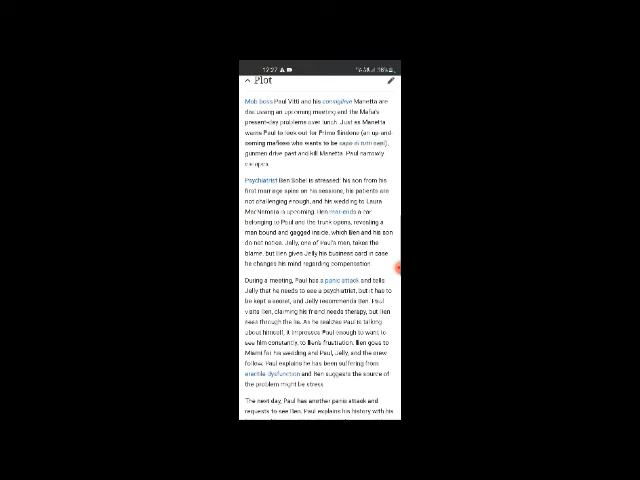 12:27
Plot
Mob boss Paul Vitti and his consigliere Manetta are
discussing an upcoming meeting and the Mafia's
present-day problems over lunch. Just as Manetta
warns Paul to look out for Primo Sindone (an up-and-
coming mafioso who wants to be capo di tutti capi),
gunmen drive past and kill Manetta. Paul narrowly
escapes.
Psychiatrist Ben Sobel is stressed: his son from his
first marriage spies on his sessions, his patients are
not challenging enough, and his wedding to Laura
MacNamara is upcoming. Ben rear-ends a car
belonging to Paul and the trunk opens, revealing a
man bound and gagged inside, which Ben and his son
do not notice. Jelly, one of Paul's men, takes the
blame, but Ben gives Jelly his business card in case
he changes his mind regarding compensation.
During a meeting, Paul has a panic attack and tells
Jelly that he needs to see a psychiatrist, but it has to
be kept a secret, and Jelly recommends Ben. Paul
visits Ben, claiming his friend needs therapy, but Ben
sees through the lie. As he realizes Paul is talking
about himself, it impresses Paul enough to want to
see him constantly, to Ben's frustration. Ben goes to
Miami for his wedding and Paul, Jelly, and the crew
follow. Paul explains he has been suffering from
erectile dysfunction and Ben suggests the source of
the problem might be stress.
The next day, Paul has another panic attack and
requests to see Ben. Paul explains his history with his